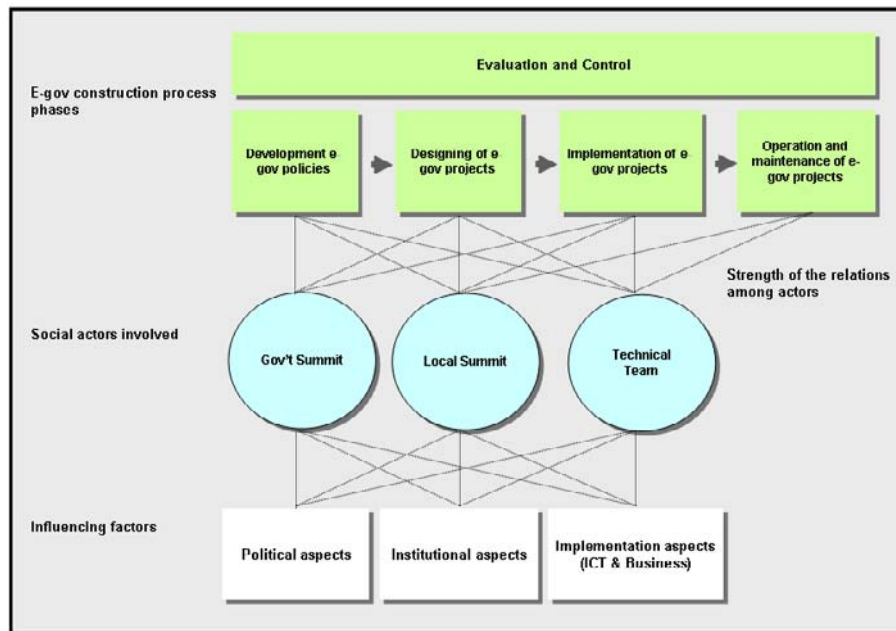 Evaluation and Control
E-gov construction process
phases
Development e-
gov policies
Designing of e-
gov projects
Implementation of e-
gov projects
Operation and
maintenance of e-
gov projects
Strength of the relations
among actors
Social actors involved
Gov't Summit
Local Summit
Technical
Team
Influencing factors
Political aspects
Institutional aspects
Implementation aspects
(ICT & Business)